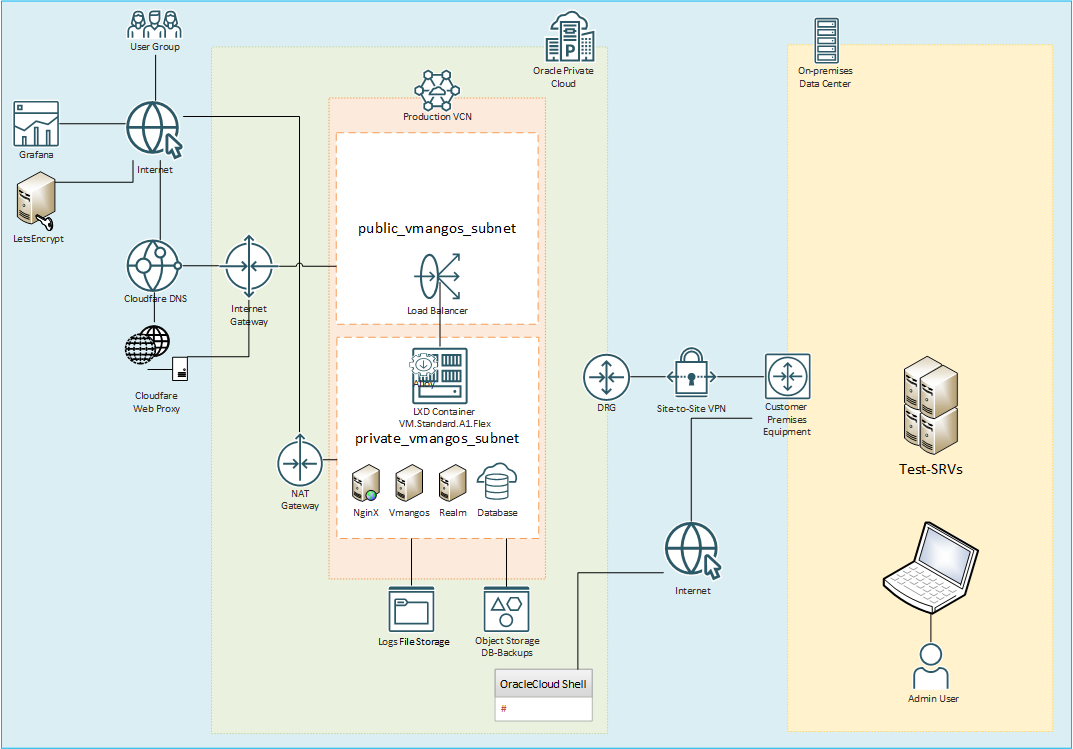 User Group
Oracle Private
Cloud
On-premises
Data Center
Production VCN
Grafana
Internet
LetsEncrypt
public_vmangos_subnet
Cloudfare DNS
Internet
Gateway
Load Balancer
Cloudfare
Web Proxy
Alloy
LXD Container
VM.Standard.A1.Flex
private_vmangos_subnet
DRG
Site-to-Site VPN
Customer
Premises
Equipment
Test-SRVs
NAT
Gateway
NginX
Vmangos
Realm
Database
Internet
Logs File Storage
Object Storage
DB-Backups
OracleCloud Shell
#
Admin User
P